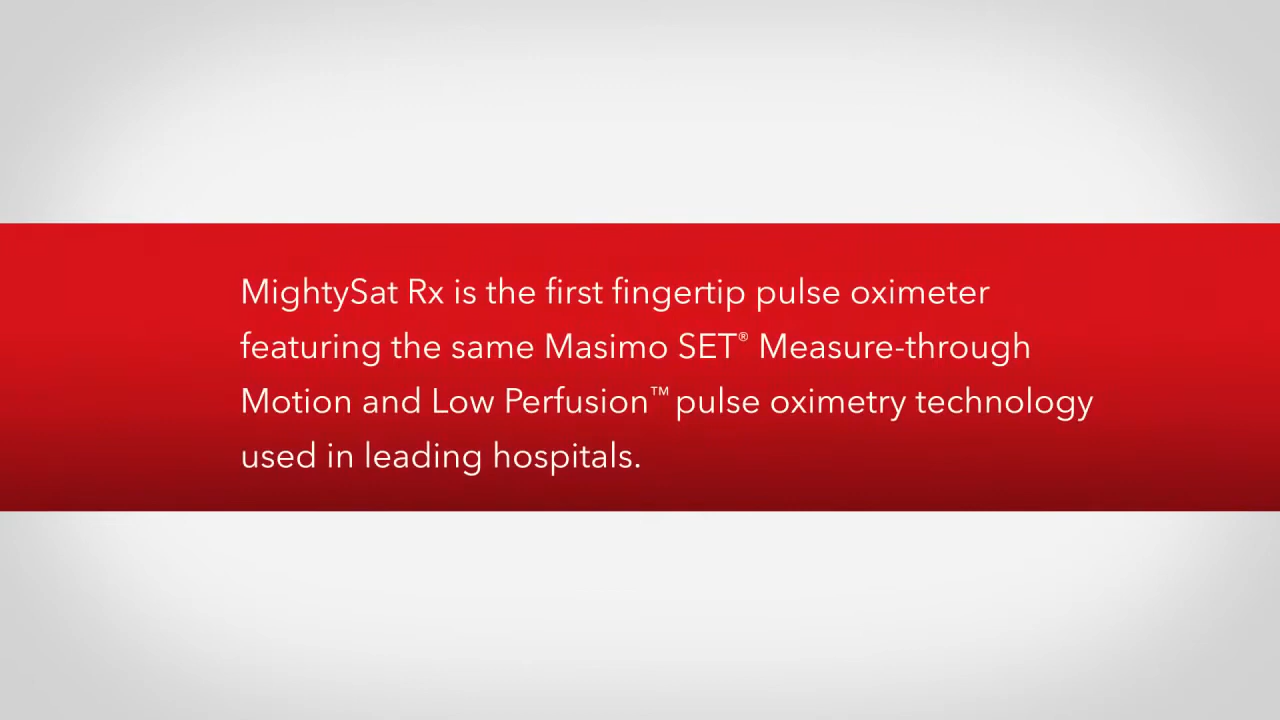 MightySat Rx is the first fingertip pulse oximeter
featuring the same Masimo SET® Measure-through
Motion and Low Perfusion™ pulse oximetry technology
used in leading hospitals.